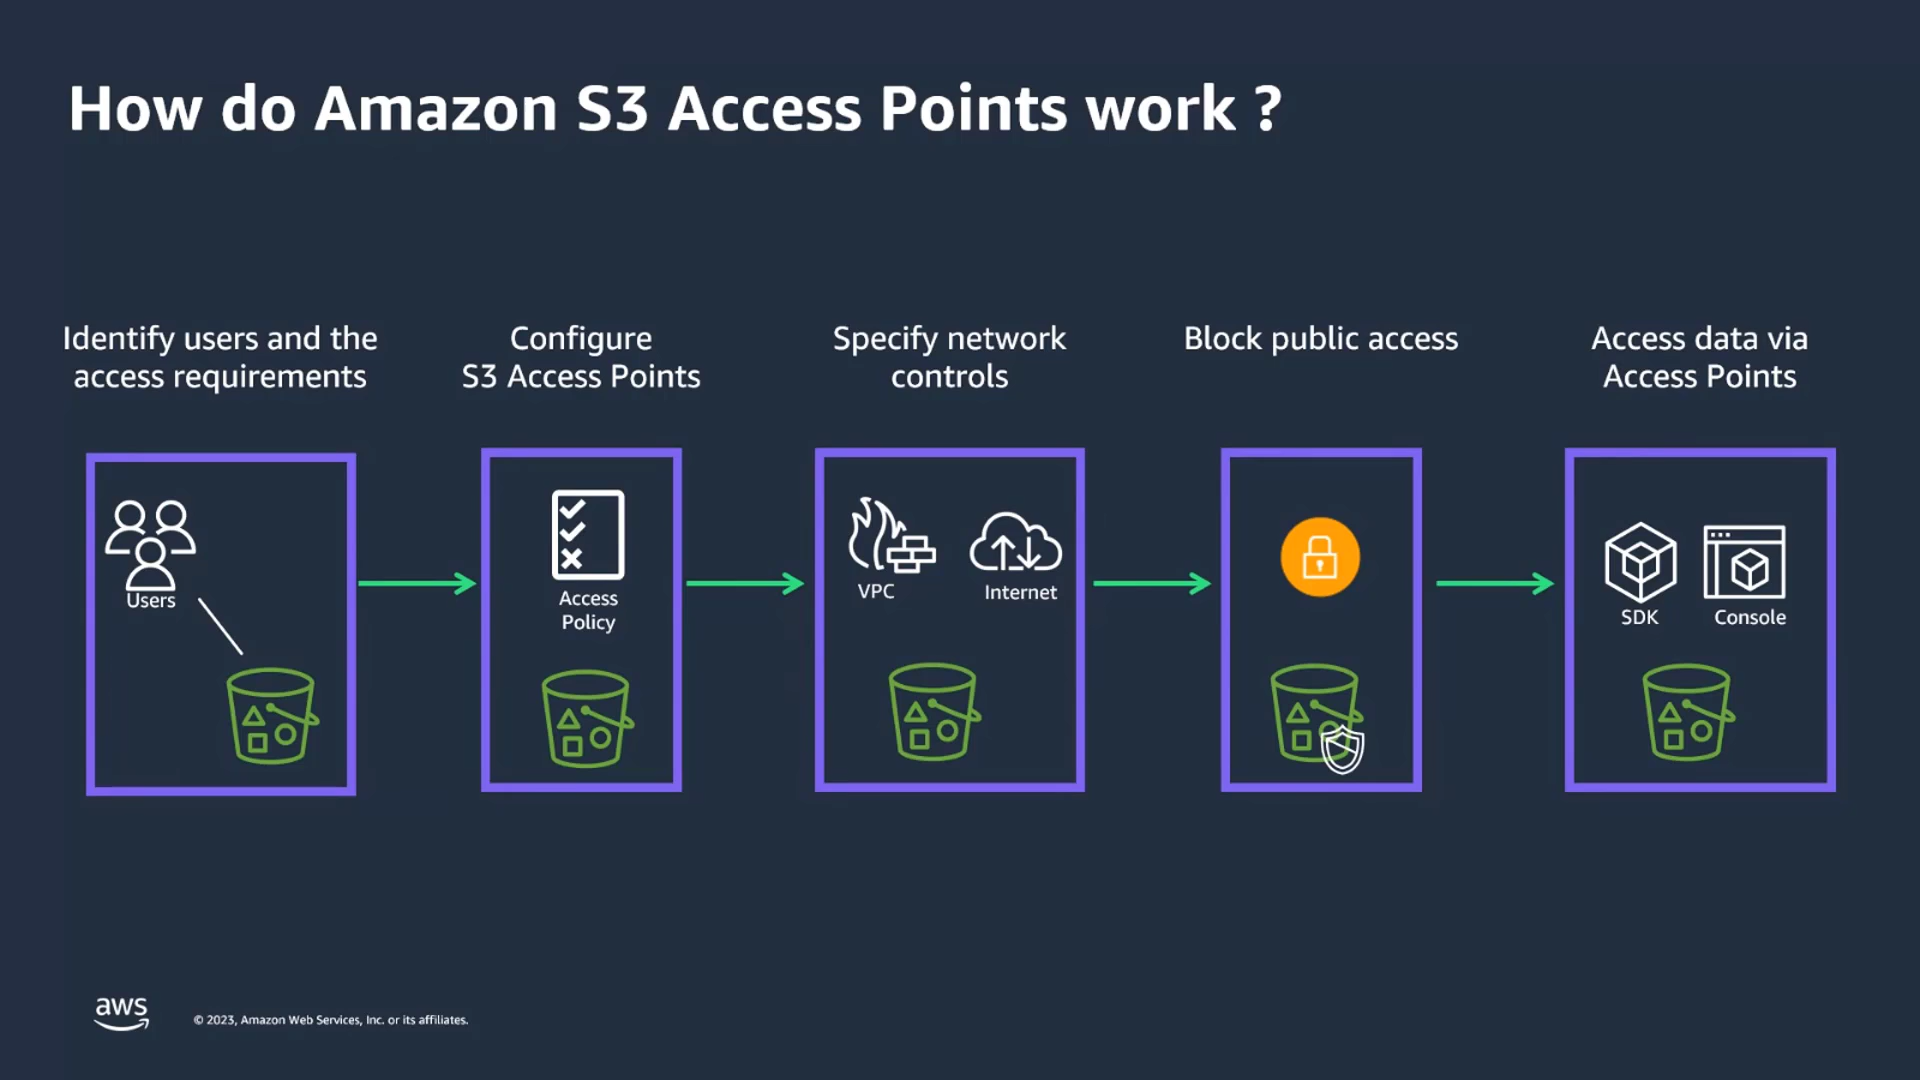 How do Amazon S3 Access Points work ?
Identify users and the
access requirements
Configure
S3 Access Points
Specify network
controls
Block public access
Access data via
Access Points
Users
Access
Policy
VPC
Internet
SDK
Console
aws
© 2023, Amazon Web Services, Inc. or its affiliates.